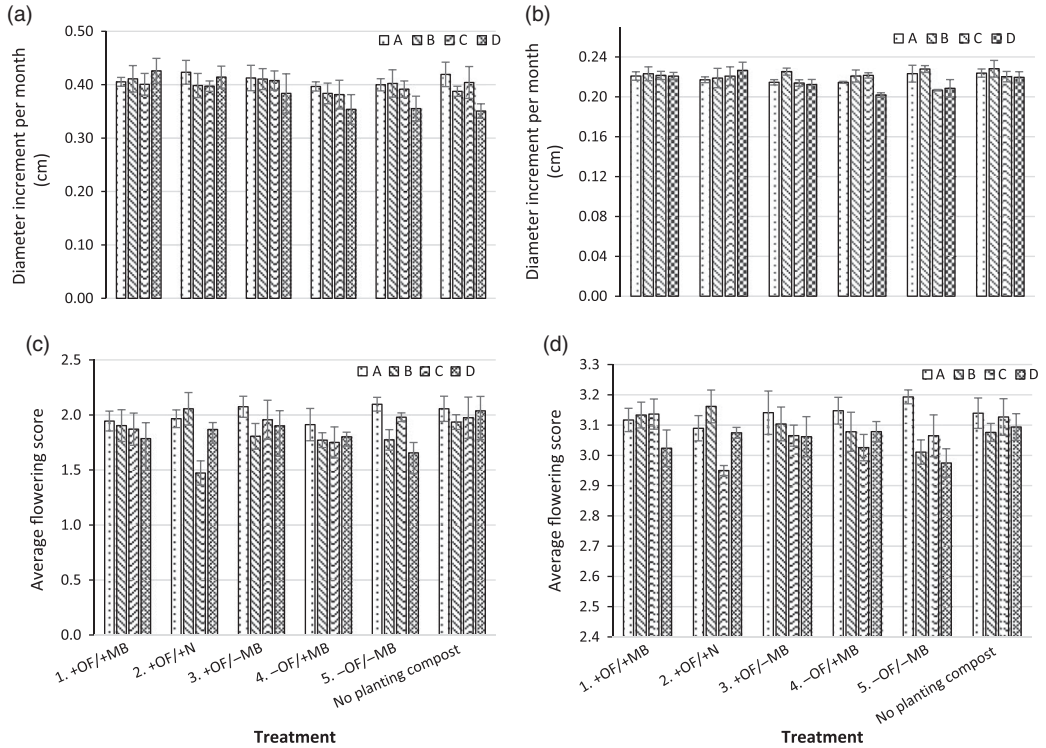 (a)
A B C D
Diameter increment per month
(cm)
0.50
0.40
0.30
0.20
0.10
0.00
(b)
A B C D
Diameter increment per month
(cm)
0.24
0.20
0.16
0.12
0.08
0.04
0.00
(c)
A B C D
Average flowering score
2.5
2.0
1.5
1.0
0.5
0.0
1. +OF/+MB
2. +OF/+N
3. +OF/–MB
4. –OF/+MB
5. –OF/–MB
No planting compost
Treatment
(d)
A B C D
Average flowering score
3.3
3.2
3.1
3.0
2.9
2.8
2.7
2.6
2.5
2.4
1. +OF/+MB
2. +OF/+N
3. +OF/–MB
4. –OF/+MB
5. –OF/–MB
No planting compost
Treatment